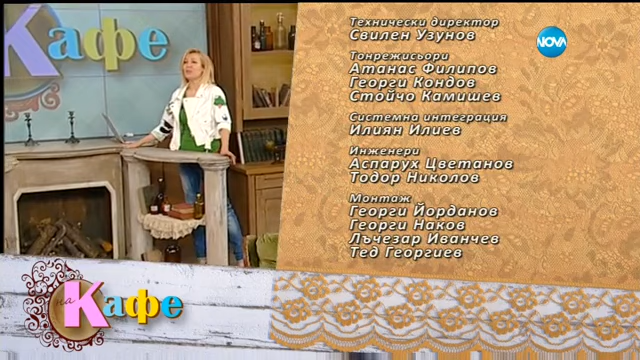 Кафе
Технически директор
Свилен Узунов
Тонрежисьори
Атанас Филипов
Георги Кондов
Стойчо Камишев
Системна интеграция
Илиян Илиев
Инженери
Аспарух Цветанов
Тодор Николов
Монтаж
Георги Йорданов
Георги Наков
Лъчезар Иванчев
Тед Георгиев
NOVA
на Кафе